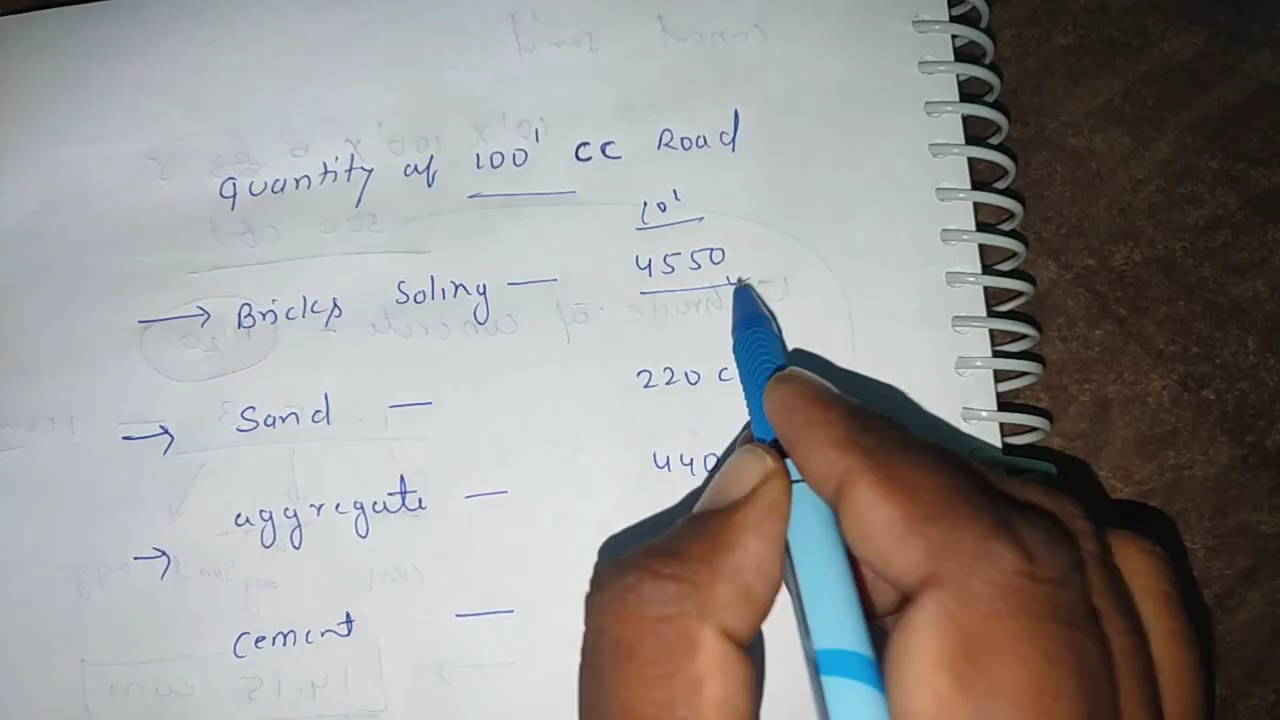 Quantity of 100' CC Road
10'
→ Bricks Soling — 4550
→ Sand — 220 c
→ aggregate — 440
cement —